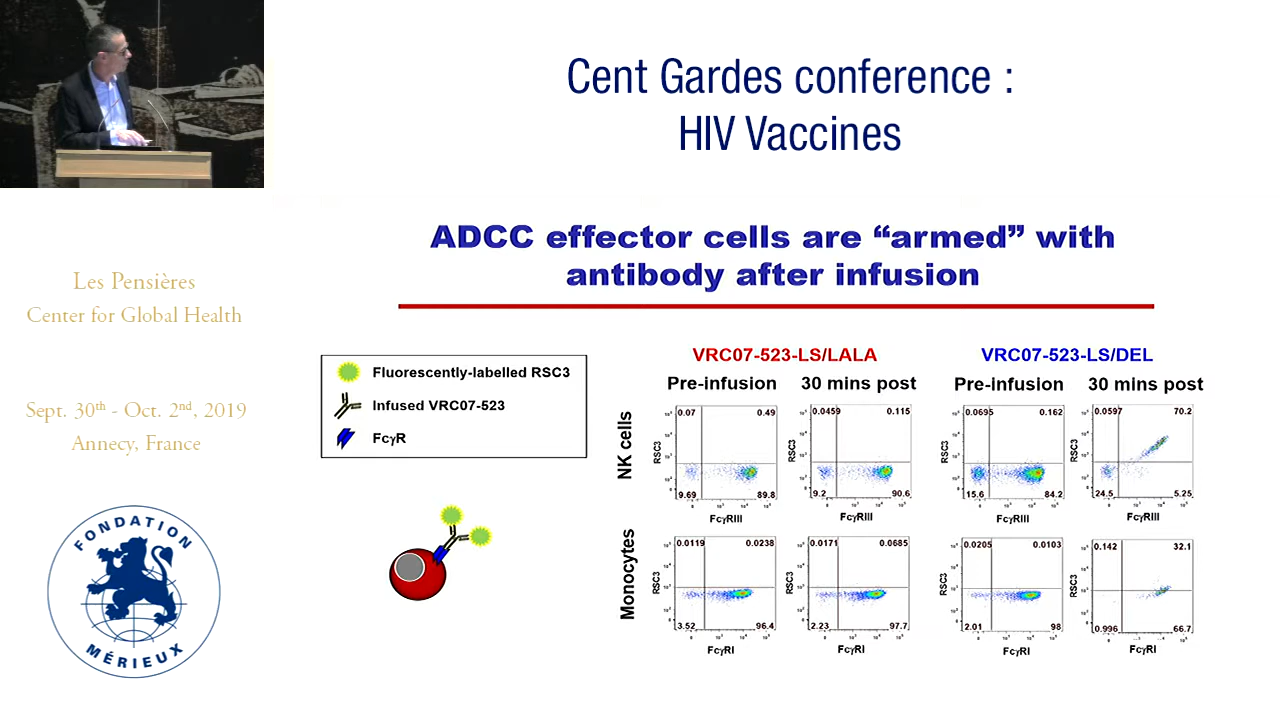 Cent Gardes conference :
HIV Vaccines
Les Pensières
Center for Global Health
Sept. 30th - Oct. 2nd, 2019
Annecy, France
FONDATION
MÉRIEUX
ADCC effector cells are “armed” with
antibody after infusion
Fluorescently-labelled RSC3
Infused VRC07-523
FcγR
VRC07-523-LS/LALA
VRC07-523-LS/DEL
Pre-infusion
30 mins post
Pre-infusion
30 mins post
NK cells
RSC3
0.07
0.49
9.69
89.8
FcγRIII
RSC3
0.0459
0.115
9.2
90.6
FcγRIII
RSC3
0.0695
0.162
15.6
84.2
FcγRIII
RSC3
0.0597
70.2
24.5
5.25
FcγRIII
Monocytes
RSC3
0.0119
0.0238
3.52
96.4
FcγRI
RSC3
0.0171
0.0685
2.23
97.7
FcγRI
RSC3
0.0205
0.0103
2.01
98
FcγRI
RSC3
0.142
32.1
0.996
66.7
FcγRI